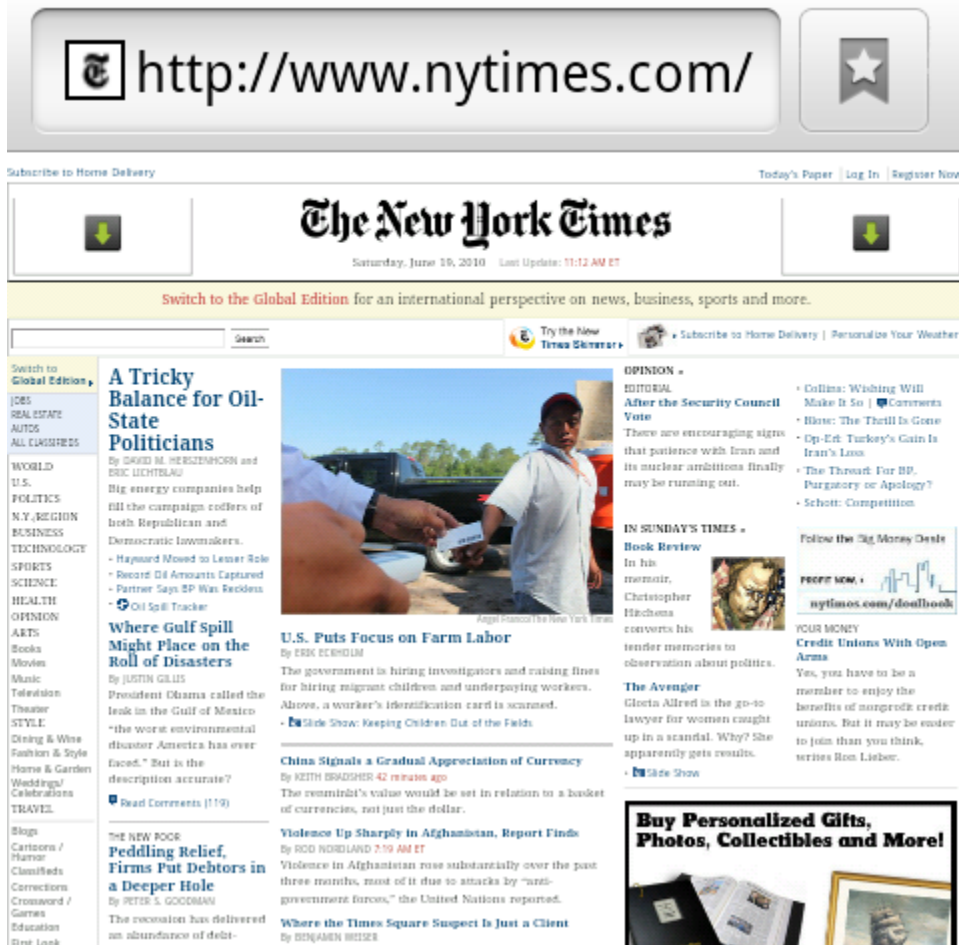 http://www.nytimes.com/
Subscribe to Home Delivery
Today's Paper
Log In
Register Now
The New York Times
Saturday, June 19, 2010
Last Update: 11:12 AM ET
Switch to the Global Edition for an international perspective on news, business, sports and more.
Search
Try the New
Times Skimmer
Subscribe to Home Delivery | Personalize Your Weather
Switch to
Global Edition
JOBS
REAL ESTATE
AUTOS
ALL CLASSIFIEDS
WORLD
U.S.
POLITICS
N.Y./REGION
BUSINESS
TECHNOLOGY
SPORTS
SCIENCE
HEALTH
OPINION
ARTS
Books
Movies
Music
Television
Theater
STYLE
Dining & Wine
Fashion & Style
Home & Garden
Weddings/
Celebrations
TRAVEL
Blogs
Cartoons /
Humor
Classifieds
Corrections
Crossword /
Games
Education
First Look
A Tricky
Balance for Oil-
State
Politicians
By DAVID M. HERSZENHORN and
ERIC LICHTBLAU
Big energy companies help
fill the campaign coffers of
both Republican and
Democratic lawmakers.
Hayward Moved to Lesser Role
Record Oil Amounts Captured
Partner Says BP Was Reckless
Oil Spill Tracker
Where Gulf Spill
Might Place on the
Roll of Disasters
By JUSTIN GILLIS
President Obama called the
leak in the Gulf of Mexico
"the worst environmental
disaster America has ever
faced." But is the
description accurate?
Read Comments (119)
THE NEW POOR
Peddling Relief,
Firms Put Debtors in
a Deeper Hole
By PETER S. GOODMAN
The recession has delivered
an abundance of debt-
Angel Franco/The New York Times
U.S. Puts Focus on Farm Labor
By ERIK ECKHOLM
The government is hiring investigators and raising fines
for hiring migrant children and underpaying workers.
Above, a worker's identification card is scanned.
Slide Show: Keeping Children Out of the Fields
China Signals a Gradual Appreciation of Currency
By KEITH BRADSHER 42 minutes ago
The renminbi's value would be set in relation to a basket
of currencies, not just the dollar.
Violence Up Sharply in Afghanistan, Report Finds
By ROD NORDLAND 7:19 AM ET
Violence in Afghanistan rose substantially over the past
three months, most of it due to attacks by "anti-
government forces," the United Nations reported.
Where the Times Square Suspect Is Just a Client
By BENJAMIN WEISER
OPINION »
EDITORIAL
After the Security Council
Vote
There are encouraging signs
that patience with Iran and
its nuclear ambitions finally
may be running out.
Collins: Wishing Will
Make It So | Comments
Blow: The Thrill Is Gone
Op-Ed: Turkey's Gain Is
Iran's Loss
The Thread: For BP,
Purgatory or Apology?
Schott: Competition
IN SUNDAY'S TIMES »
Book Review
In his
memoir,
Christopher
Hitchens
converts his
tender memories to
observation about politics.
The Avenger
Gloria Allred is the go-to
lawyer for women caught
up in a scandal. Why? She
apparently gets results.
Slide Show
Follow the Big Money Deals
PROFIT NOW.
nytimes.com/dealbook
YOUR MONEY
Credit Unions With Open
Arms
Yes, you have to be a
member to enjoy the
benefits of nonprofit credit
unions. But it may be easier
to join than you think,
writes Ron Lieber.
Buy Personalized Gifts,
Photos, Collectibles and More!